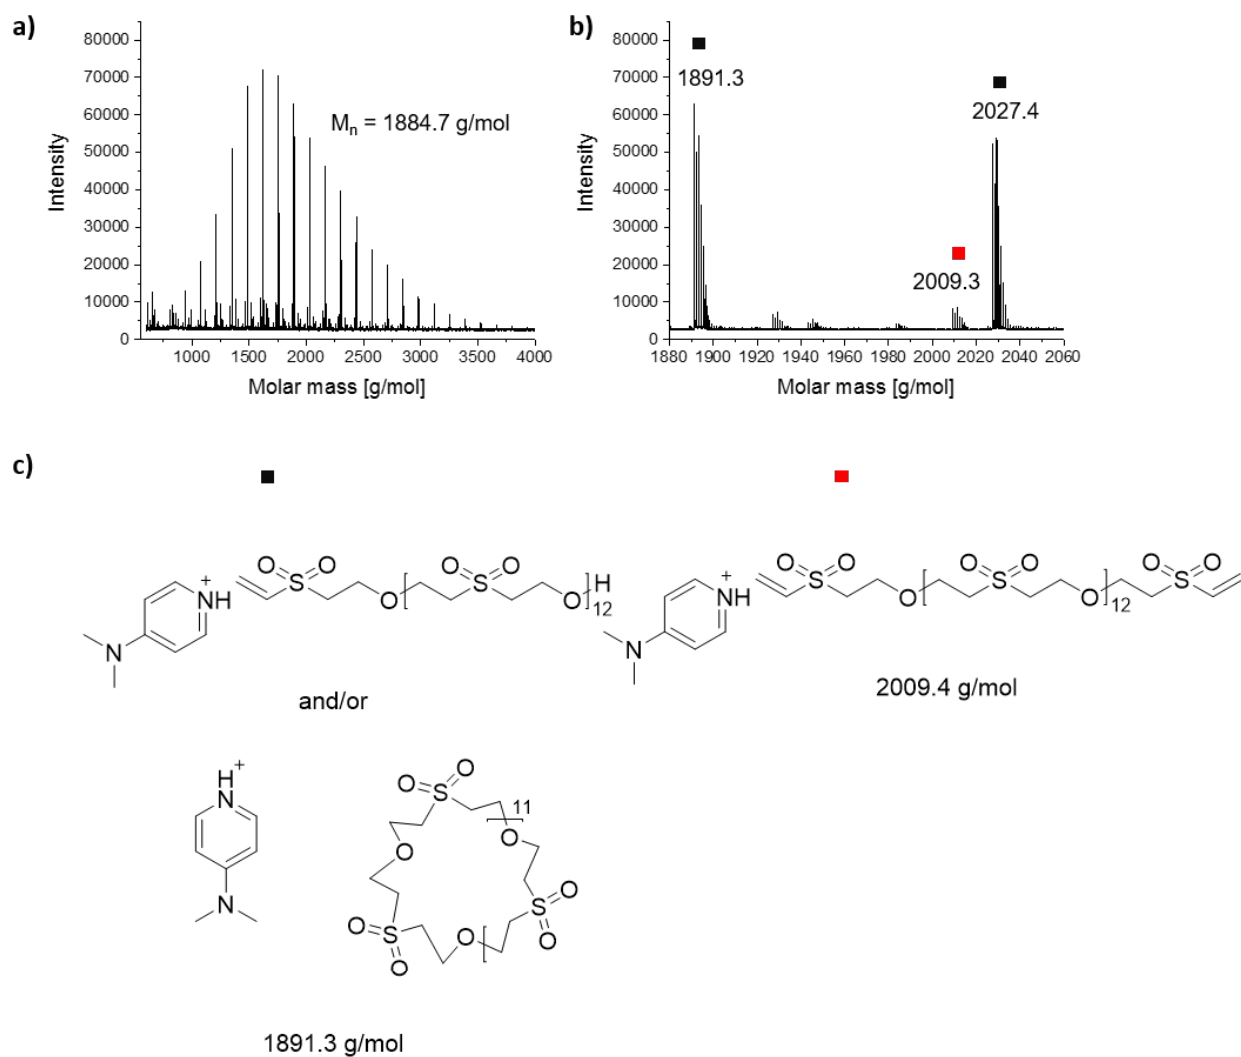 a)
80000
70000
60000
50000
40000
30000
20000
10000
0
Intensity
Mn = 1884.7 g/mol
1000 1500 2000 2500 3000 3500 4000
Molar mass [g/mol]
b)
80000
70000
60000
50000
40000
30000
20000
10000
0
Intensity
1891.3
2027.4
2009.3
1880 1900 1920 1940 1960 1980 2000 2020 2040 2060
Molar mass [g/mol]
c)
O O O O
S S
O O H
12
+
NH
N
and/or
O O O O O O
S S S
O O
12
+
NH
N
2009.4 g/mol
H+
N
N
O O
S
11
O
O
S O
O
O
S
O
O
O
1891.3 g/mol